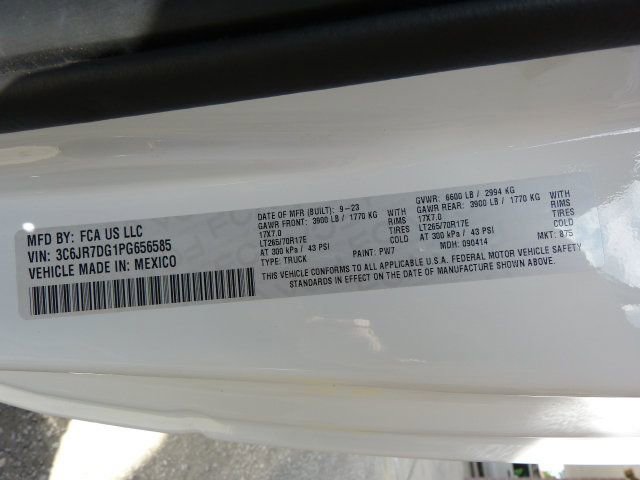 MFD BY: FCA US LLC
VIN: 3C6JR7DG1PG656585
VEHICLE MADE IN: MEXICO
DATE OF MFR (BUILT): 9-23
GAWR FRONT: 3900 LB / 1770 KG WITH
17X7.0 RIMS
LT265/70R17E TIRES
AT 300 kPa / 43 PSI COLD
TYPE: TRUCK PAINT: PW7
GVWR: 6600 LB / 2994 KG
GAWR REAR: 3900 LB / 1770 KG WITH
17X7.0 RIMS
LT265/70R17E TIRES
AT 300 kPa / 43 PSI COLD
MDH: 090414 MKT: 875
THIS VEHICLE CONFORMS TO ALL APPLICABLE U.S.A. FEDERAL MOTOR VEHICLE SAFETY
STANDARDS IN EFFECT ON THE DATE OF MANUFACTURE SHOWN ABOVE.